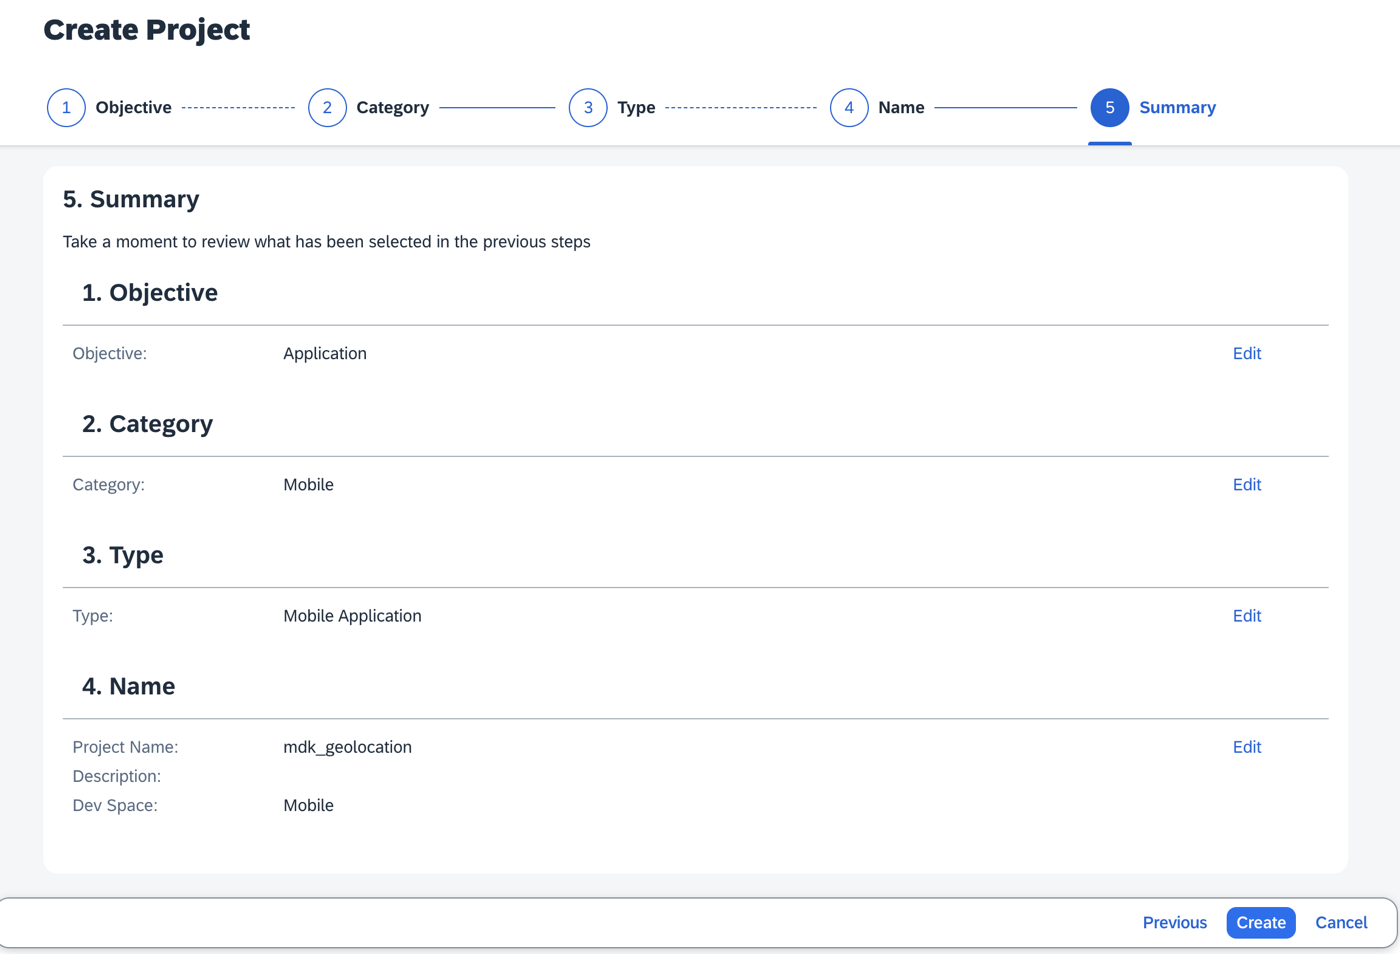 Create Project
1 Objective 2 Category 3 Type 4 Name 5 Summary
5. Summary
Take a moment to review what has been selected in the previous steps
1. Objective
Objective: Application Edit
2. Category
Category: Mobile Edit
3. Type
Type: Mobile Application Edit
4. Name
Project Name: mdk_geolocation Edit
Description:
Dev Space: Mobile
Previous Create Cancel